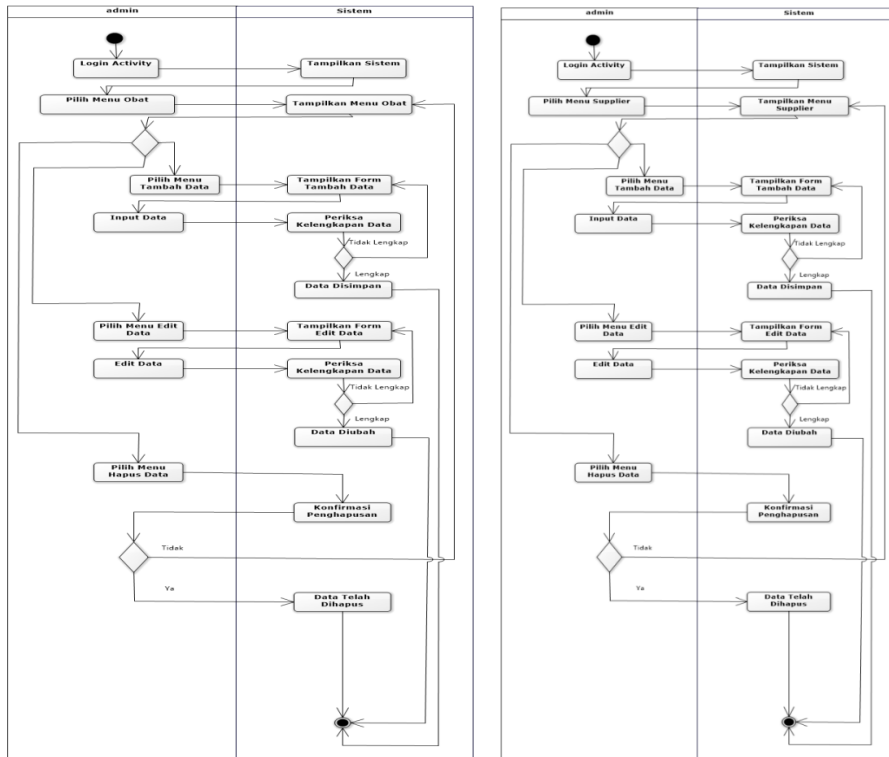 admin
Sistem
Login Activity
Tampilkan Sistem
Pilih Menu Obat
Tampilkan Menu Obat
Pilih Menu
Tambah Data
Tampilkan Form
Tambah Data
Input Data
Periksa
Kelengkapan Data
Tidak Lengkap
Lengkap
Data Disimpan
Pilih Menu Edit
Data
Tampilkan Form
Edit Data
Edit Data
Periksa
Kelengkapan Data
Tidak Lengkap
Lengkap
Data Diubah
Pilih Menu
Hapus Data
Konfirmasi
Penghapusan
Tidak
Ya
Data Telah
Dihapus
admin
Sistem
Login Activity
Tampilkan Sistem
Pilih Menu Supplier
Tampilkan Menu
Supplier
Pilih Menu
Tambah Data
Tampilkan Form
Tambah Data
Input Data
Periksa
Kelengkapan Data
Tidak Lengkap
Lengkap
Data Disimpan
Pilih Menu Edit
Data
Tampilkan Form
Edit Data
Edit Data
Periksa
Kelengkapan Data
Tidak Lengkap
Lengkap
Data Diubah
Pilih Menu
Hapus Data
Konfirmasi
Penghapusan
Tidak
Ya
Data Telah
Dihapus